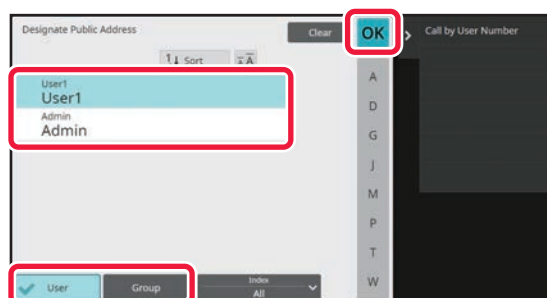 Designate Public Address
Clear
OK
Call by User Number
Sort
A
User1
User1
Admin
Admin
A
D
G
J
M
P
T
W
User
Group
Index
All